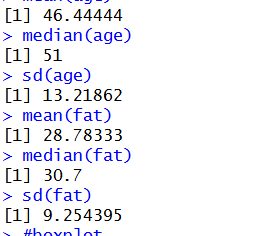 [1] 46.44444
> median(age)
[1] 51
> sd(age)
[1] 13.21862
> mean(fat)
[1] 28.78333
> median(fat)
[1] 30.7
> sd(fat)
[1] 9.254395
> #boxplot